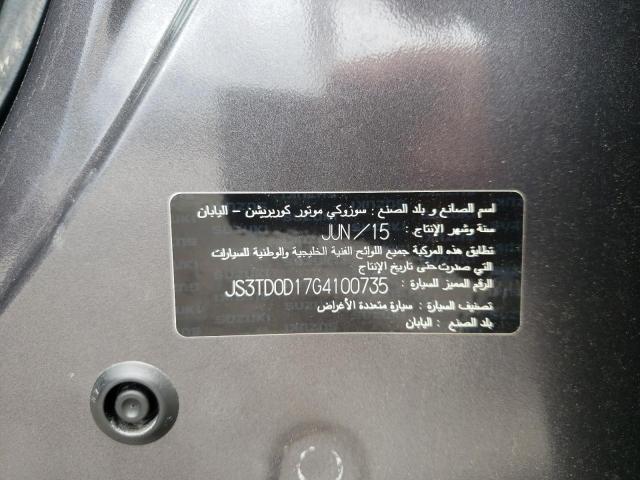 اسم الصانع و بلد الصنع : سوزوكي موتور كوربريشن - اليابان
سنة وشهر الإنتاج : JUN /15
تطابق هذه المركبة جميع اللوائح الفنية الخليجية والوطنية للسيارات
التي صدرت حتى تاريخ الإنتاج
الرقم المميز للسيارة : JS3TD0D17G4100735
تصنيف السيارة : سيارة متعددة الأغراض
بلد الصنع : اليابان